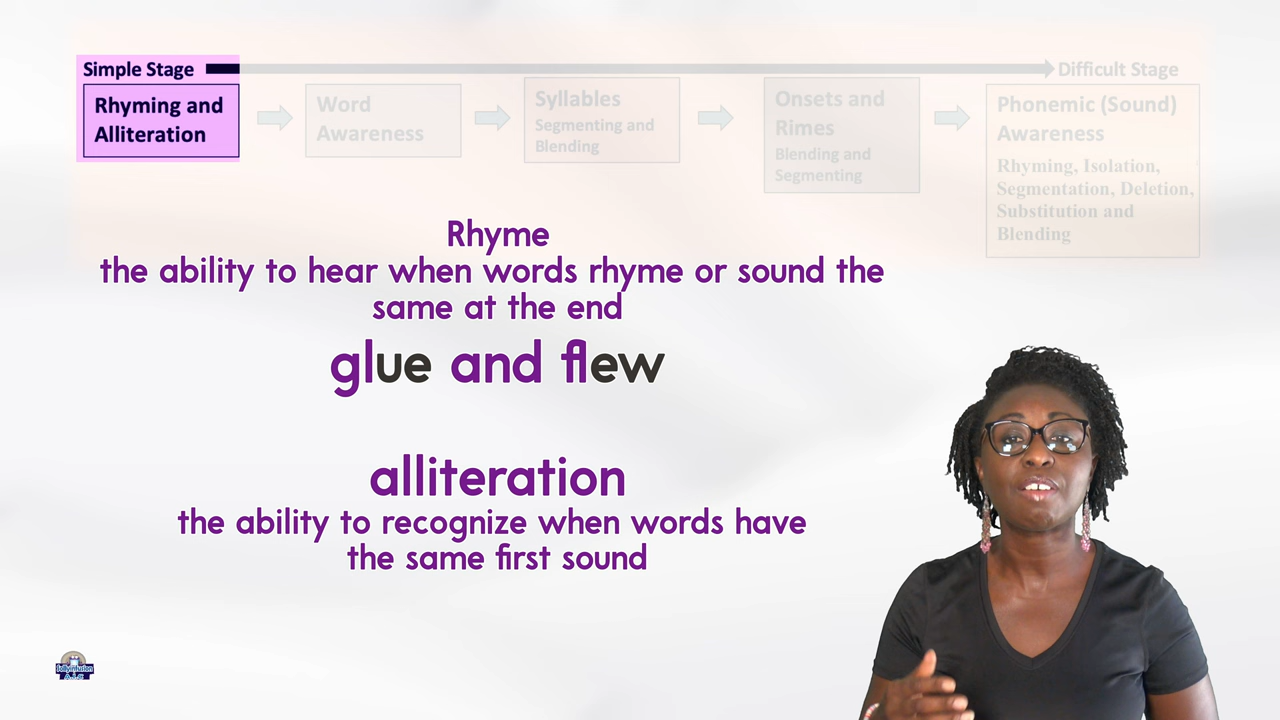 Simple Stage
Difficult Stage
Rhyming and
Alliteration
Word
Awareness
Syllables
Segmenting and
Blending
Onsets and
Rimes
Blending and
Segmenting
Phonemic (Sound)
Awareness
Rhyming, Isolation,
Segmentation, Deletion,
Substitution and
Blending
Rhyme
the ability to hear when words rhyme or sound the
same at the end
glue and flew
alliteration
the ability to recognize when words have
the same first sound